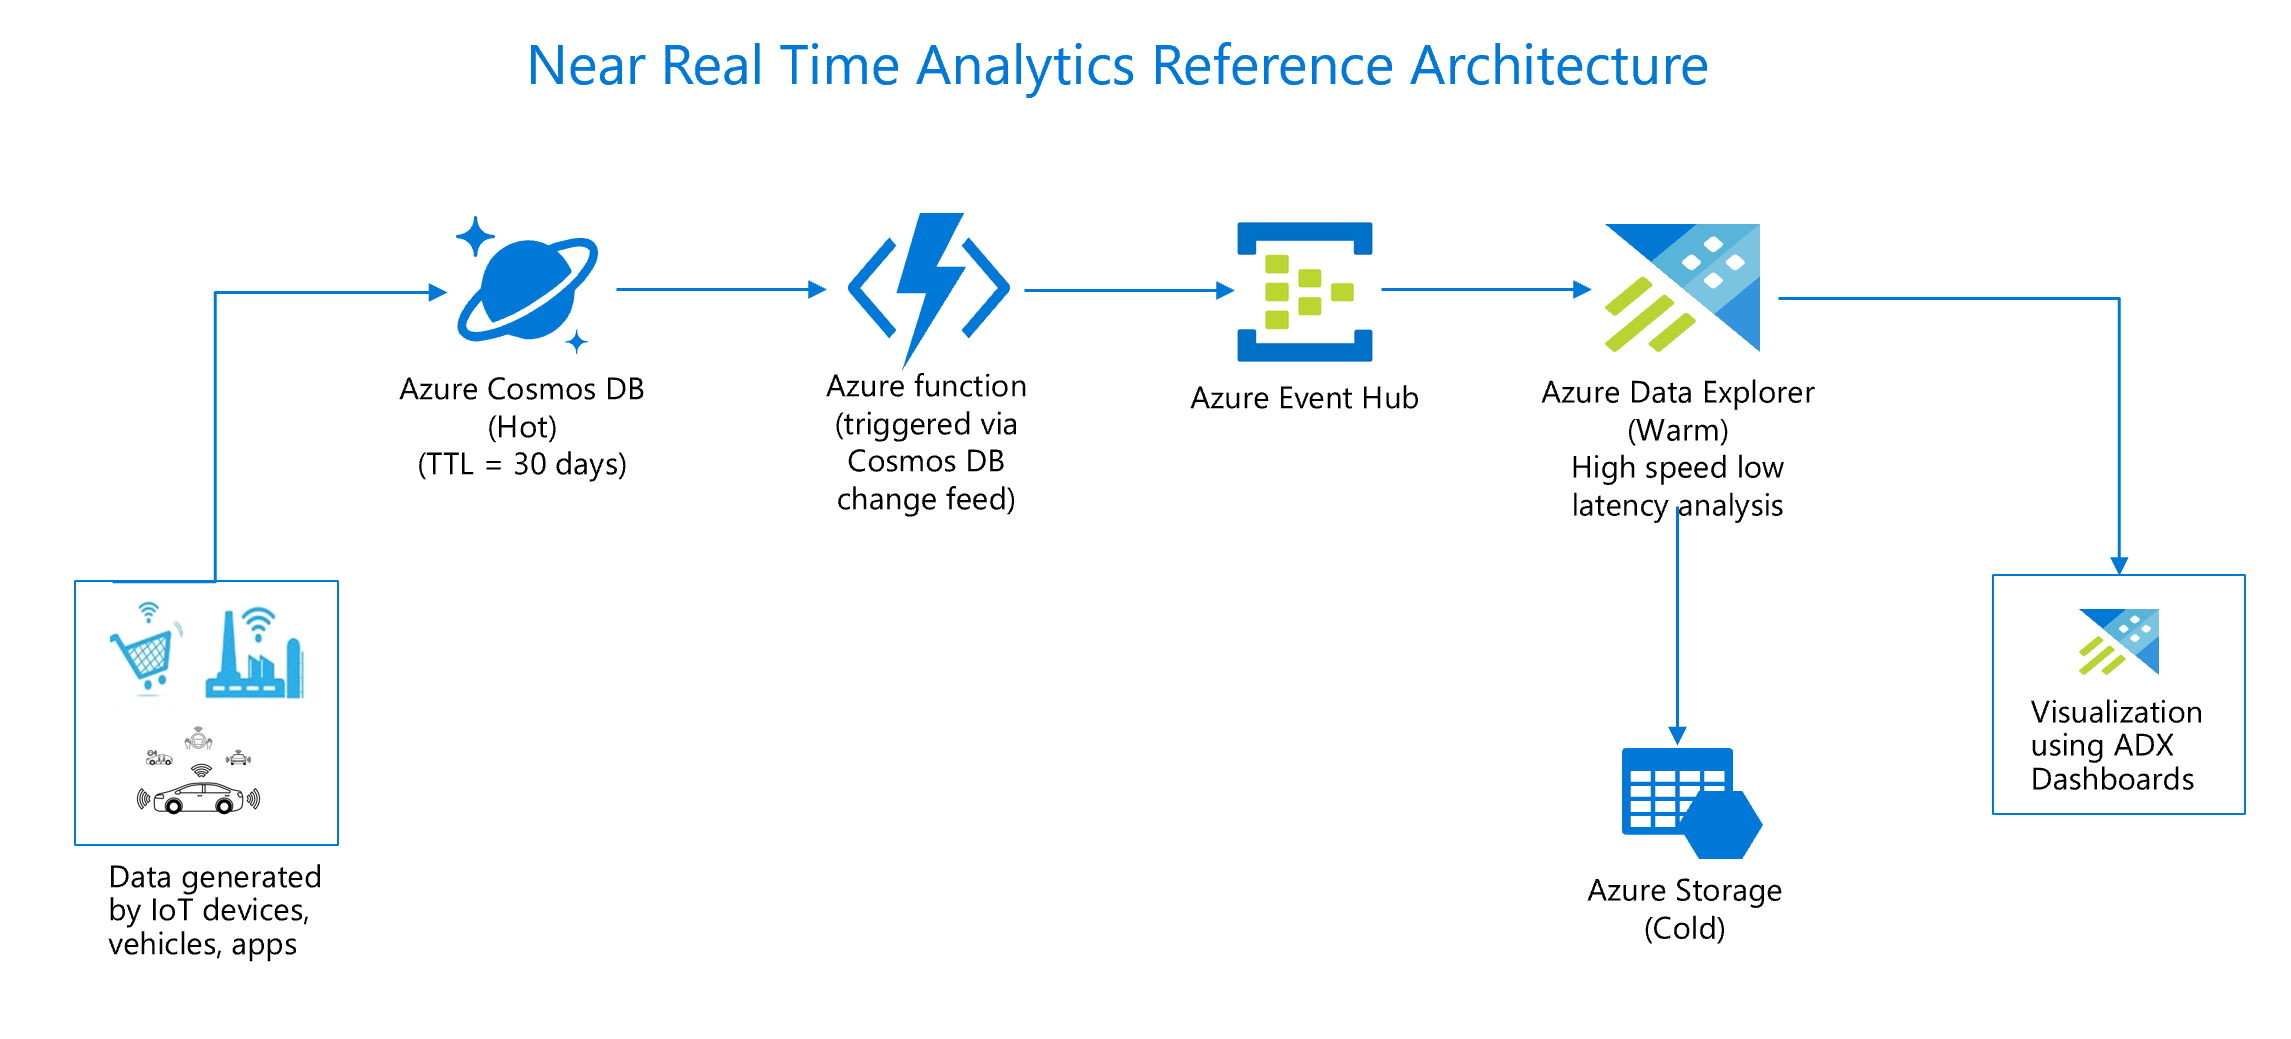 Near Real Time Analytics Reference Architecture
Azure Cosmos DB
(Hot)
(TTL = 30 days)
Azure function
(triggered via
Cosmos DB
change feed)
Azure Event Hub
Azure Data Explorer
(Warm)
High speed low
latency analysis
Data generated
by IoT devices,
vehicles, apps
Azure Storage
(Cold)
Visualization
using ADX
Dashboards